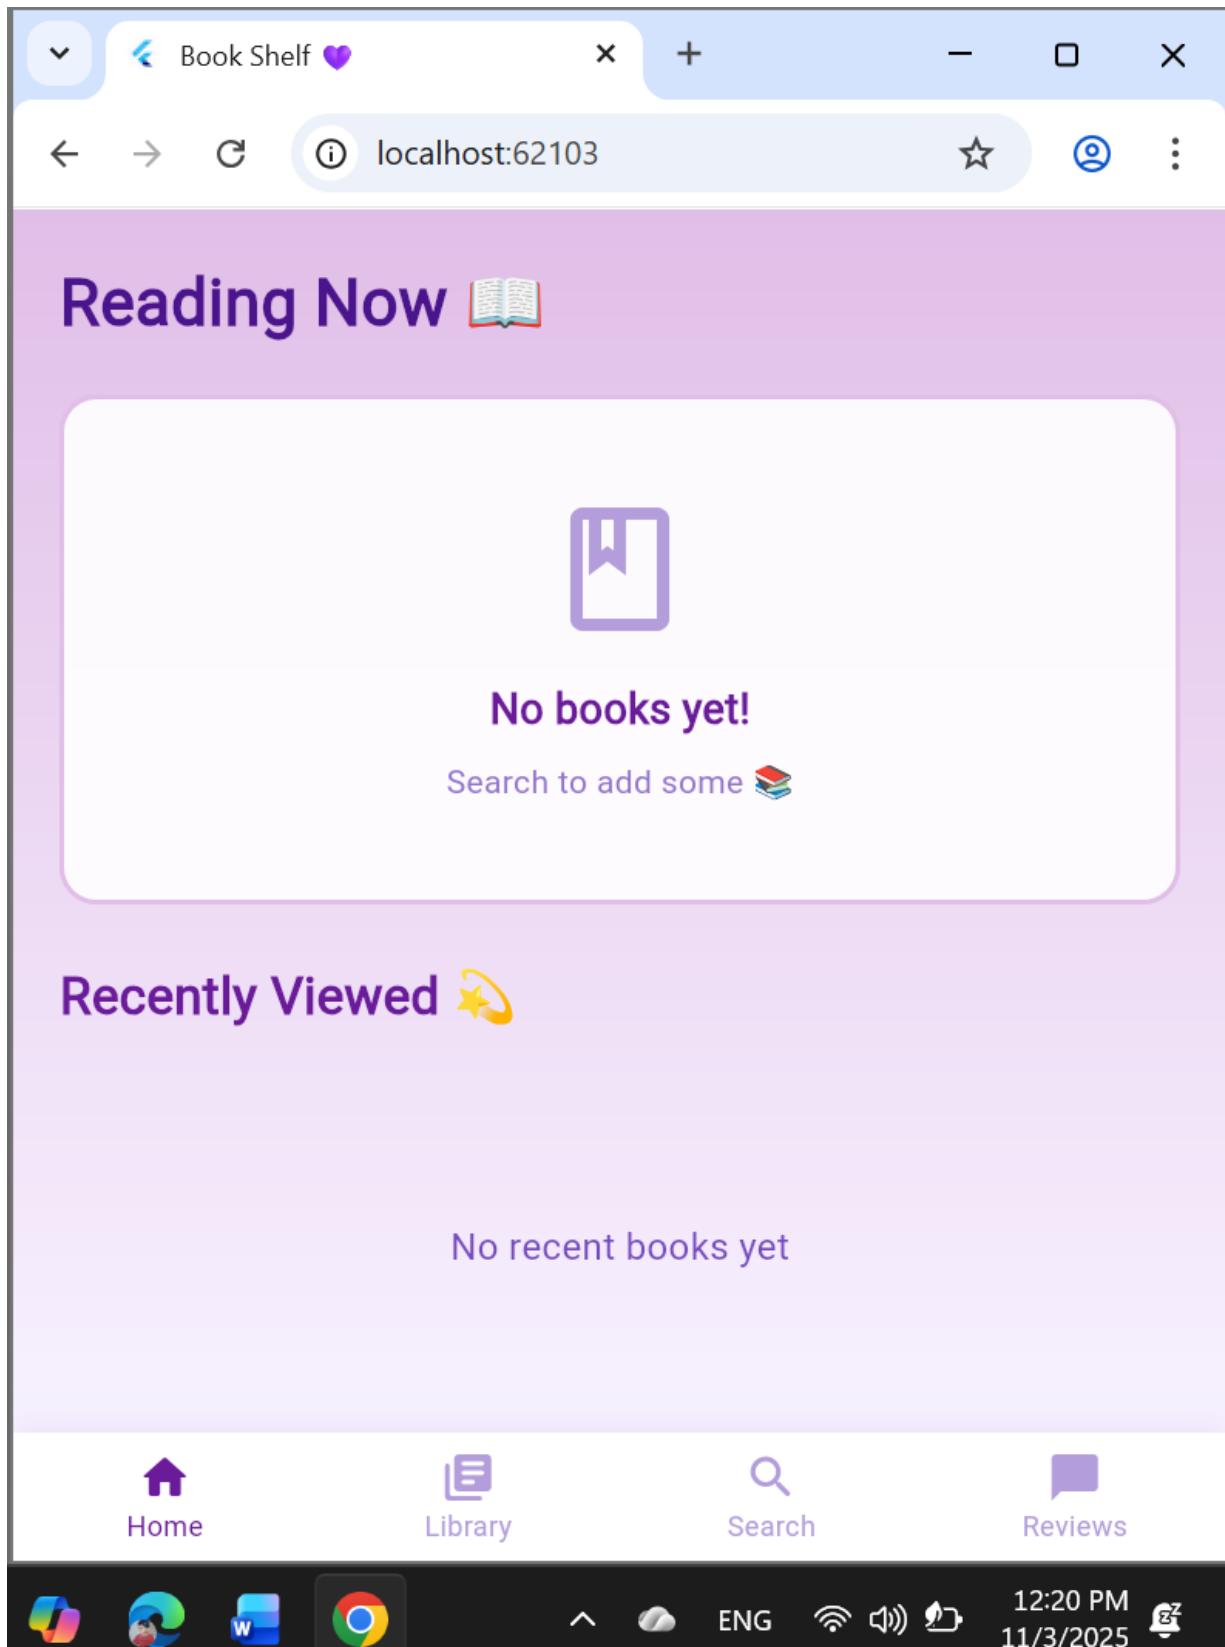 Book Shelf 💜
localhost:62103
Reading Now 📖
No books yet!
Search to add some 📚
Recently Viewed 💫
No recent books yet
Home
Library
Search
Reviews
W
ENG
12:20 PM
11/3/2025